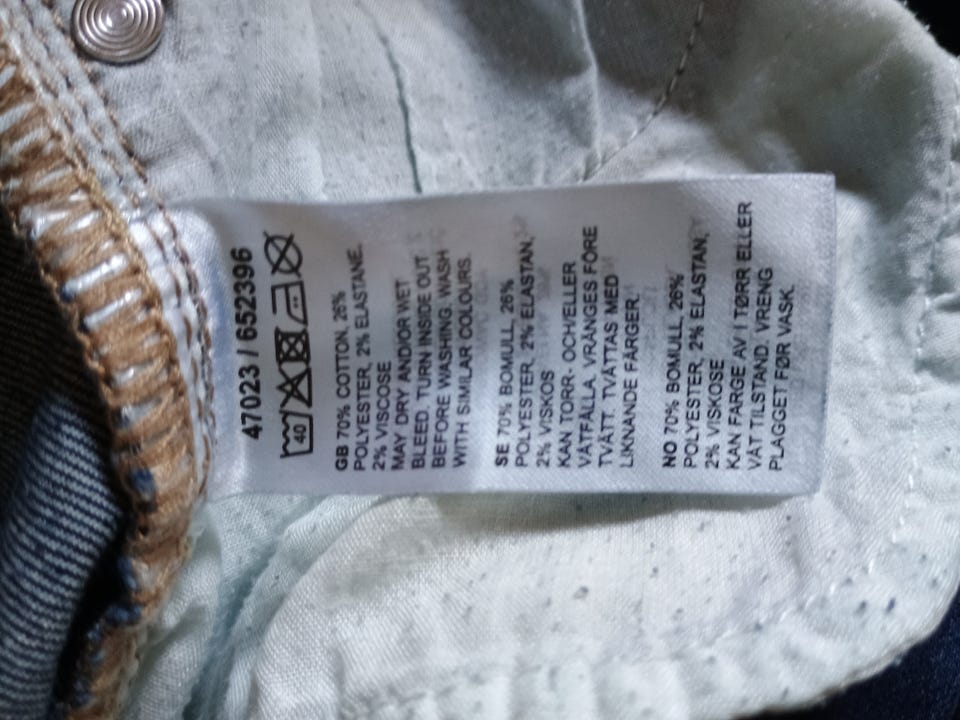 47023 / 652396
40
GB 70% COTTON, 26%
POLYESTER, 2% ELASTANE,
2% VISCOSE
MAY DRY AND/OR WET
BLEED. TURN INSIDE OUT
BEFORE WASHING. WASH
WITH SIMILAR COLOURS.
SE 70% BOMULL, 26%
POLYESTER, 2% ELASTAN,
2% VISKOS
KAN TORR- OCH/ELLER
VÅTFÄLLA. VRÄNGES FÖRE
TVÄTT. TVÄTTAS MED
LIKNANDE FÄRGER.
NO 70% BOMULL, 26%
POLYESTER, 2% ELASTAN,
2% VISKOSE
KAN FARGE AV I TØRR ELLER
VÅT TILSTAND. VRENG
PLAGGET FØR VASK.